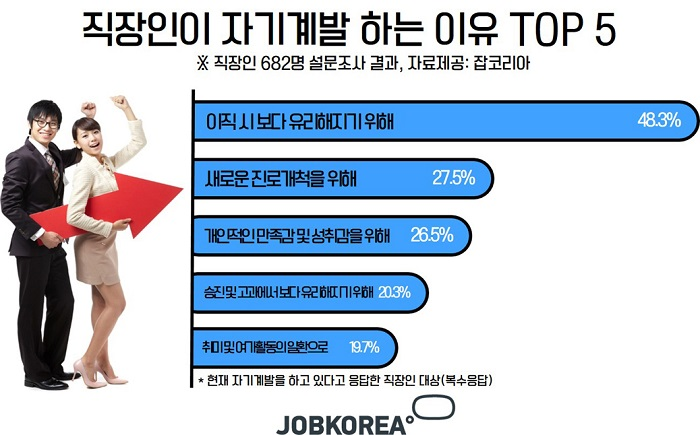 직장인이 자기계발 하는 이유 TOP 5
※ 직장인 682명 설문조사 결과, 자료제공: 잡코리아
이직 시 보다 유리해지기 위해 48.3%
새로운 진로개척을 위해 27.5%
개인적인 만족감 및 성취감을 위해 26.5%
승진 및 고과에서 보다 유리해지기 위해 20.3%
취미 및 여가활동의 일환으로 19.7%
* 현재 자기계발을 하고 있다고 응답한 직장인 대상(복수응답)
JOBKOREA